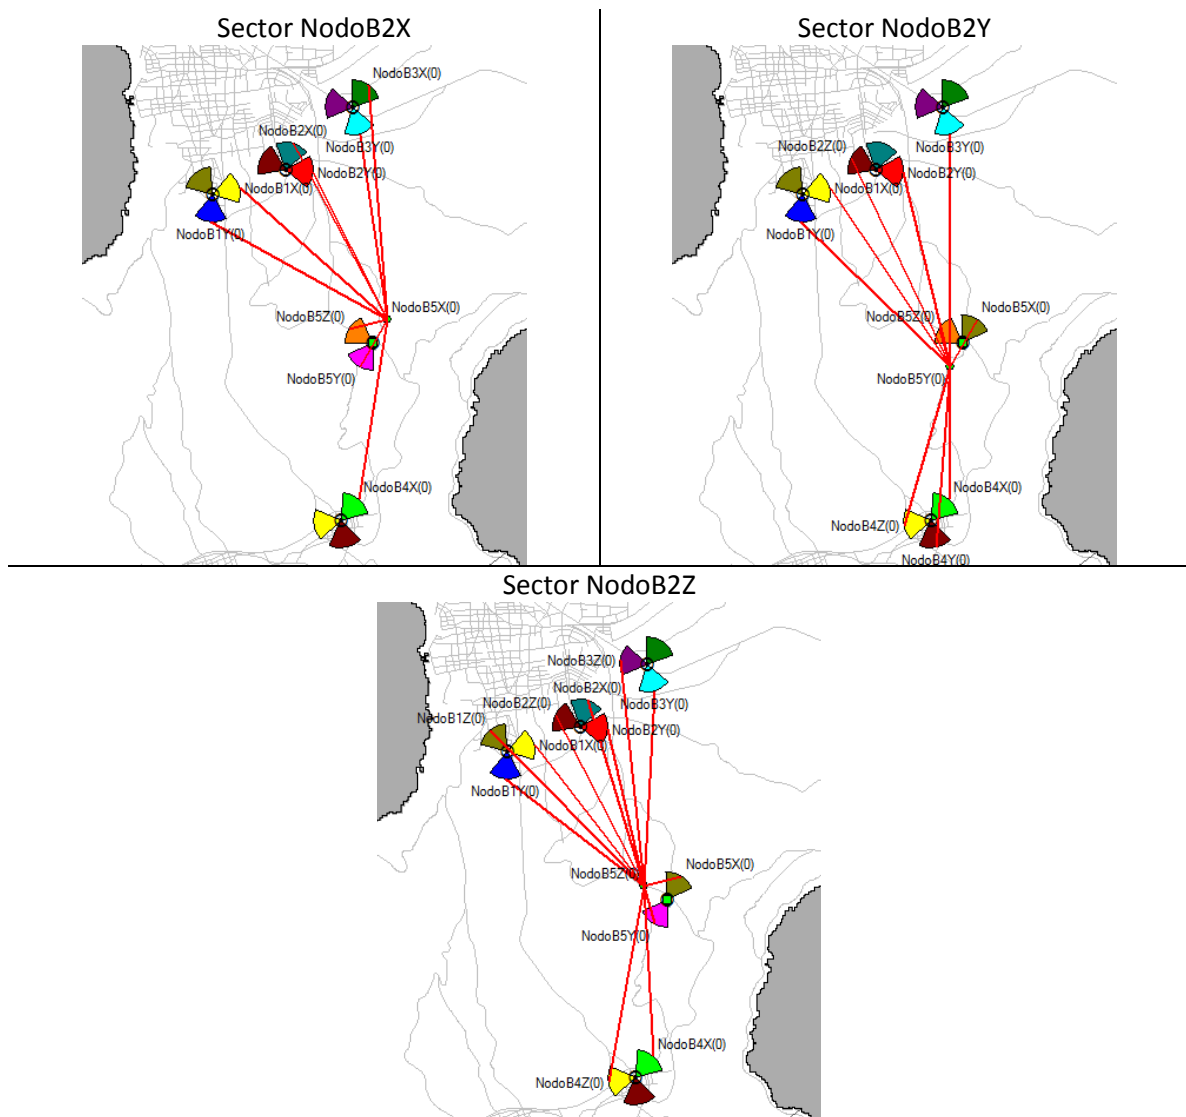 Sector NodoB2X
NodoB3X(0)
NodoB2X(0)
NodoB3Y(0)
NodoB2Y(0)
NodoB1X(0)
NodoB1Y(0)
NodoB5X(0)
NodoB5Z(0)
NodoB5Y(0)
NodoB4X(0)
Sector NodoB2Y
NodoB2Z(0)
NodoB3Y(0)
NodoB2Y(0)
NodoB1X(0)
NodoB1Y(0)
NodoB5X(0)
NodoB5Z(0)
NodoB5Y(0)
NodoB4X(0)
NodoB4Z(0)
NodoB4Y(0)
Sector NodoB2Z
NodoB3Z(0)
NodoB2X(0)
NodoB2Z(0)
NodoB3Y(0)
NodoB1Z(0)
NodoB2Y(0)
NodoB1X(0)
NodoB1Y(0)
NodoB5X(0)
NodoB5Z(0)
NodoB5Y(0)
NodoB4X(0)
NodoB4Z(0)